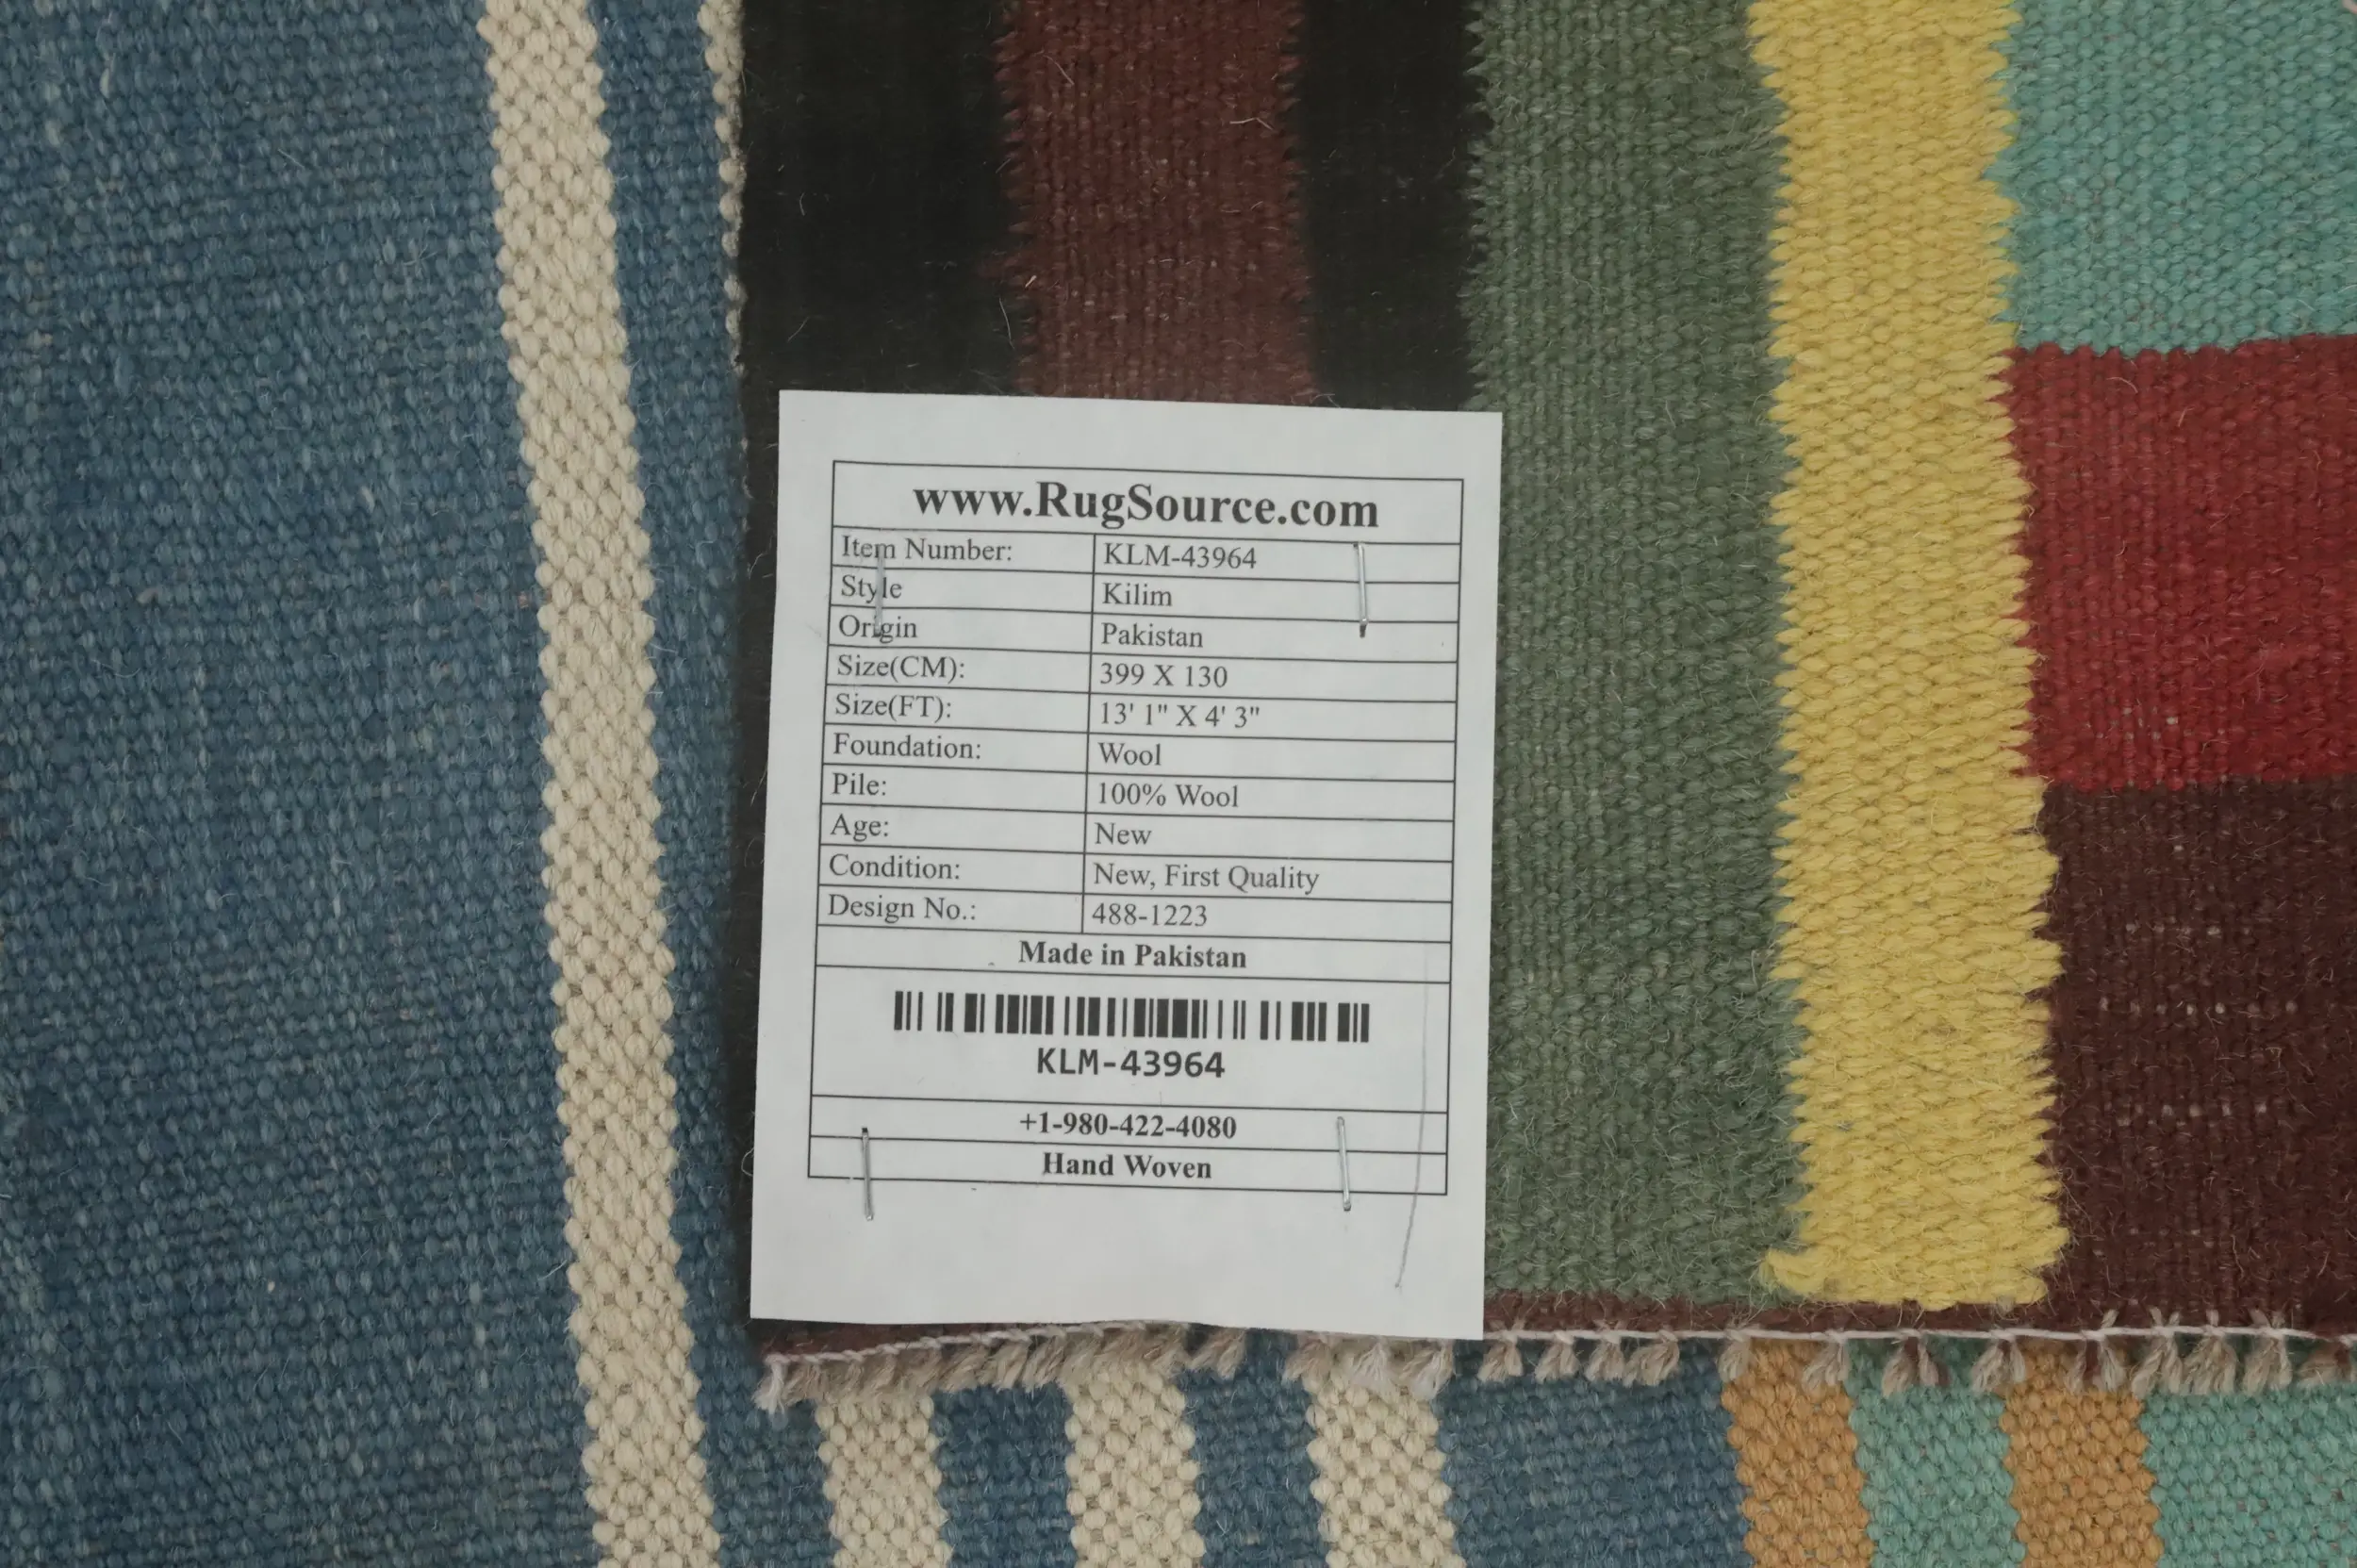 www.RugSource.com
Item Number: KLM-43964
Style Kilim
Origin Pakistan
Size(CM): 399 X 130
Size(FT): 13' 1" X 4' 3"
Foundation: Wool
Pile: 100% Wool
Age: New
Condition: New, First Quality
Design No.: 488-1223
Made in Pakistan
KLM-43964
+1-980-422-4080
Hand Woven